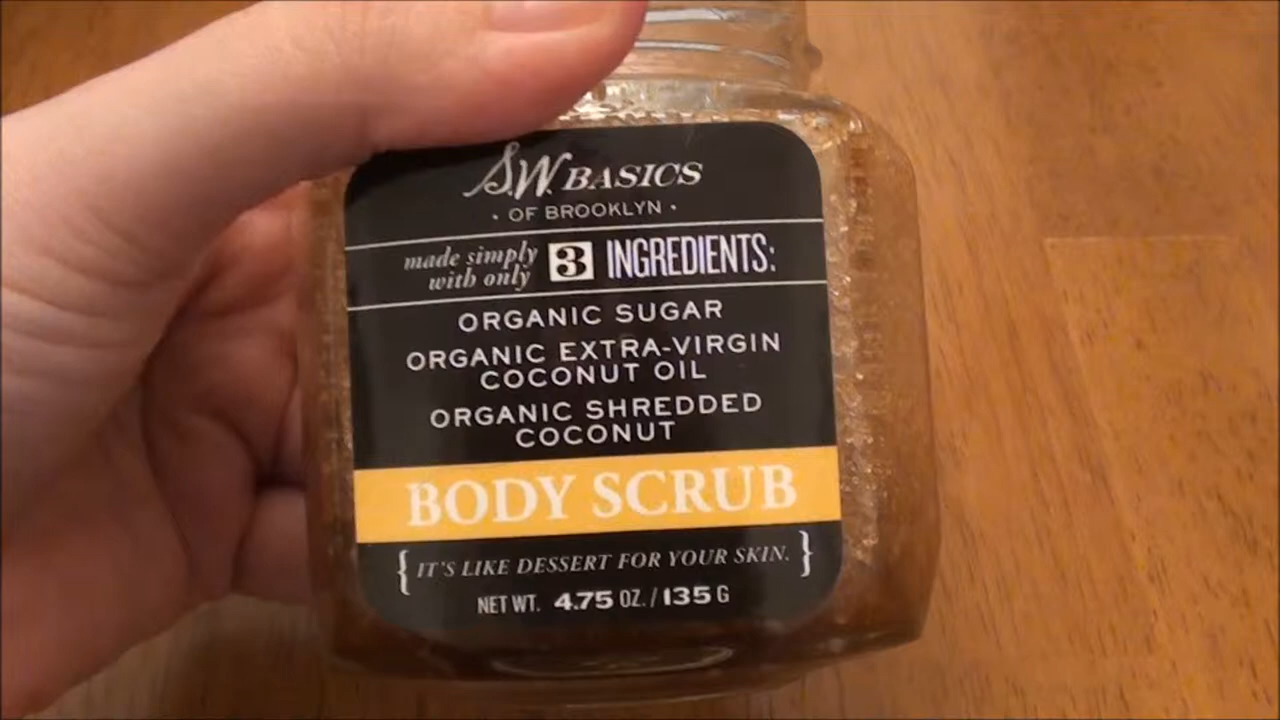 S.W. BASICS
· OF BROOKLYN ·
made simply
with only 3 INGREDIENTS:
ORGANIC SUGAR
ORGANIC EXTRA-VIRGIN
COCONUT OIL
ORGANIC SHREDDED
COCONUT
BODY SCRUB
{IT'S LIKE DESSERT FOR YOUR SKIN.}
NET WT. 4.75 OZ. / 135 G